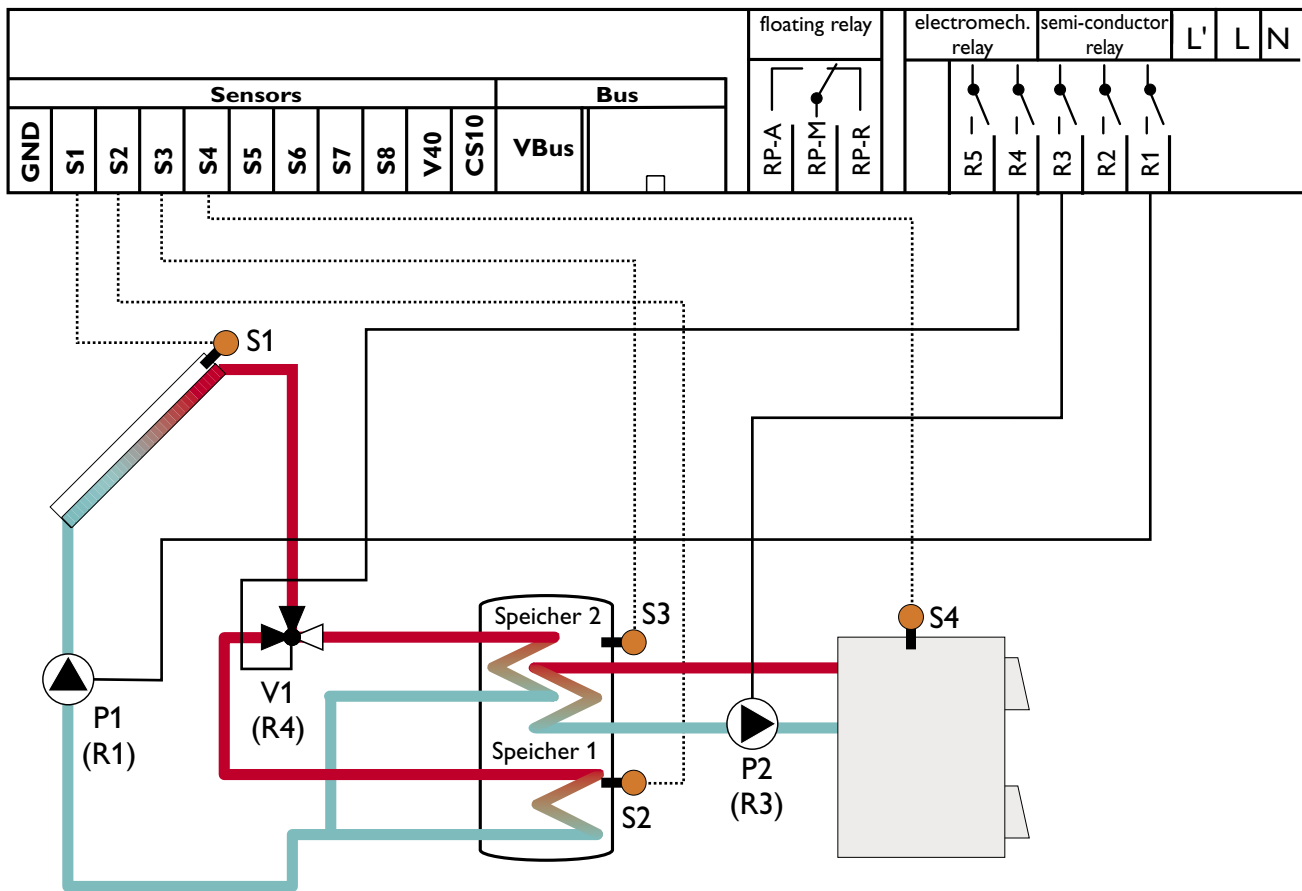 floating relay
electromech. relay
semi-conductor relay
L'
L
N
Sensors
Bus
GND
S1
S2
S3
S4
S5
S6
S7
S8
V40
CS10
VBus
RP-A
RP-M
RP-R
R5
R4
R3
R2
R1
S1
Speicher 2
S3
S4
V1
(R4)
P1
(R1)
Speicher 1
S2
P2
(R3)